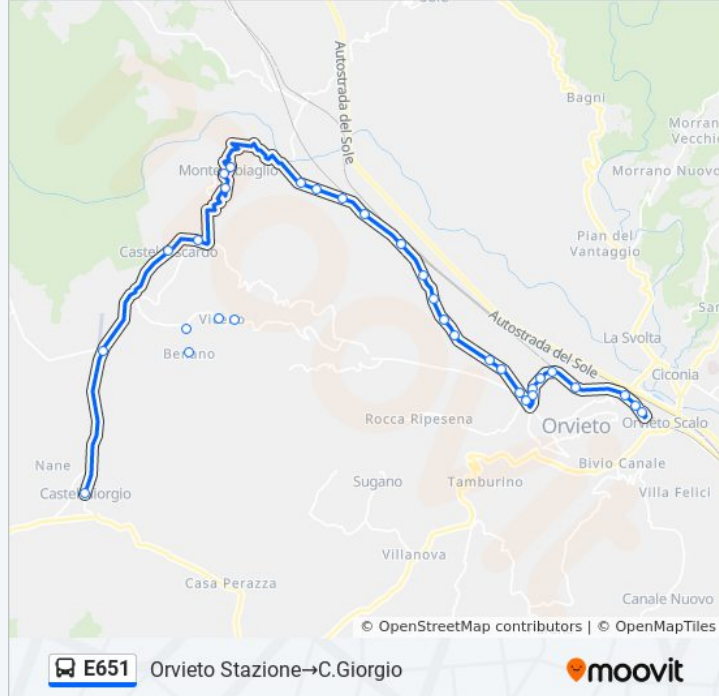 Autostrada del Sole
Bagni
Morrano
Vecchio
Morrano Nuovo
Pian del
Vantaggio
La Svolta
Autostrada del Sole
Ciconia
Rocca Ripesena
Orvieto
Orvieto Scalo
Bivio Canale
Nane
Sugano
Tamburino
Villa Felici
Villanova
Casa Perazza
Canale Nuovo
© OpenStreetMap contributors | © OpenMapTiles
E651 Orvieto Stazione→C.Giorgio
moovit